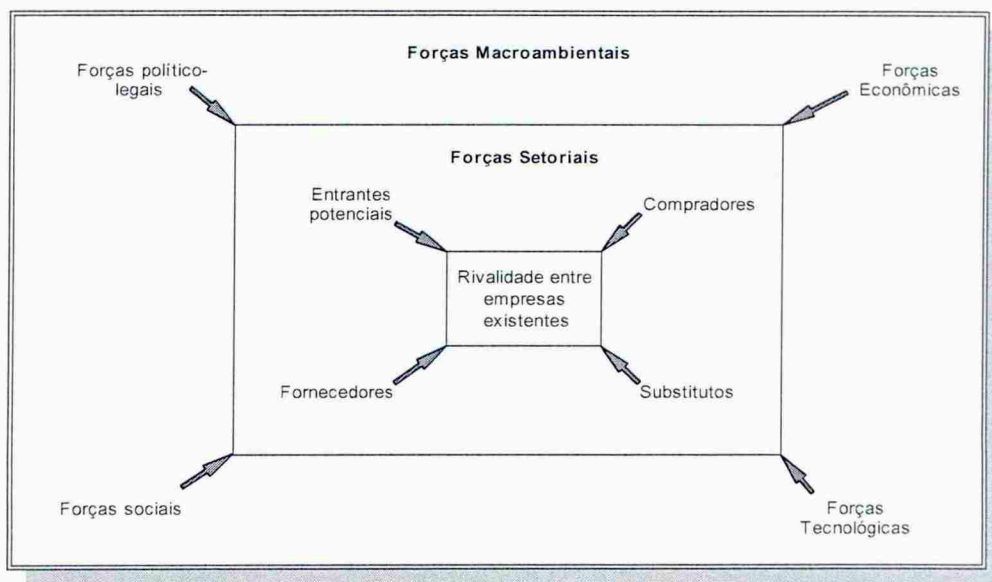 Forças Macroambientais
Forças político-
legais
Forças
Econômicas
Forças Setoriais
Entrantes
potenciais
Compradores
Rivalidade entre
empresas
existentes
Fornecedores
Substitutos
Forças sociais
Forças
Tecnológicas